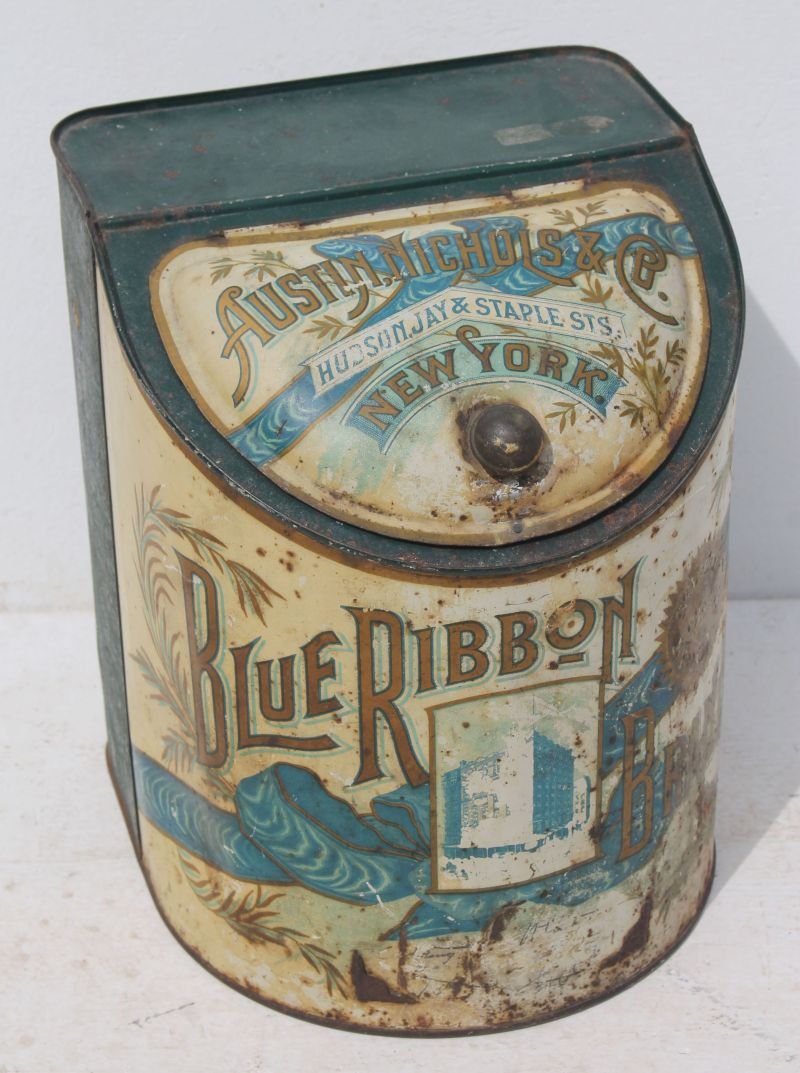 AUSTIN, NICHOLS & CO.
HUDSON, JAY & STAPLE STS.
NEW YORK.
BLUE RIBBON